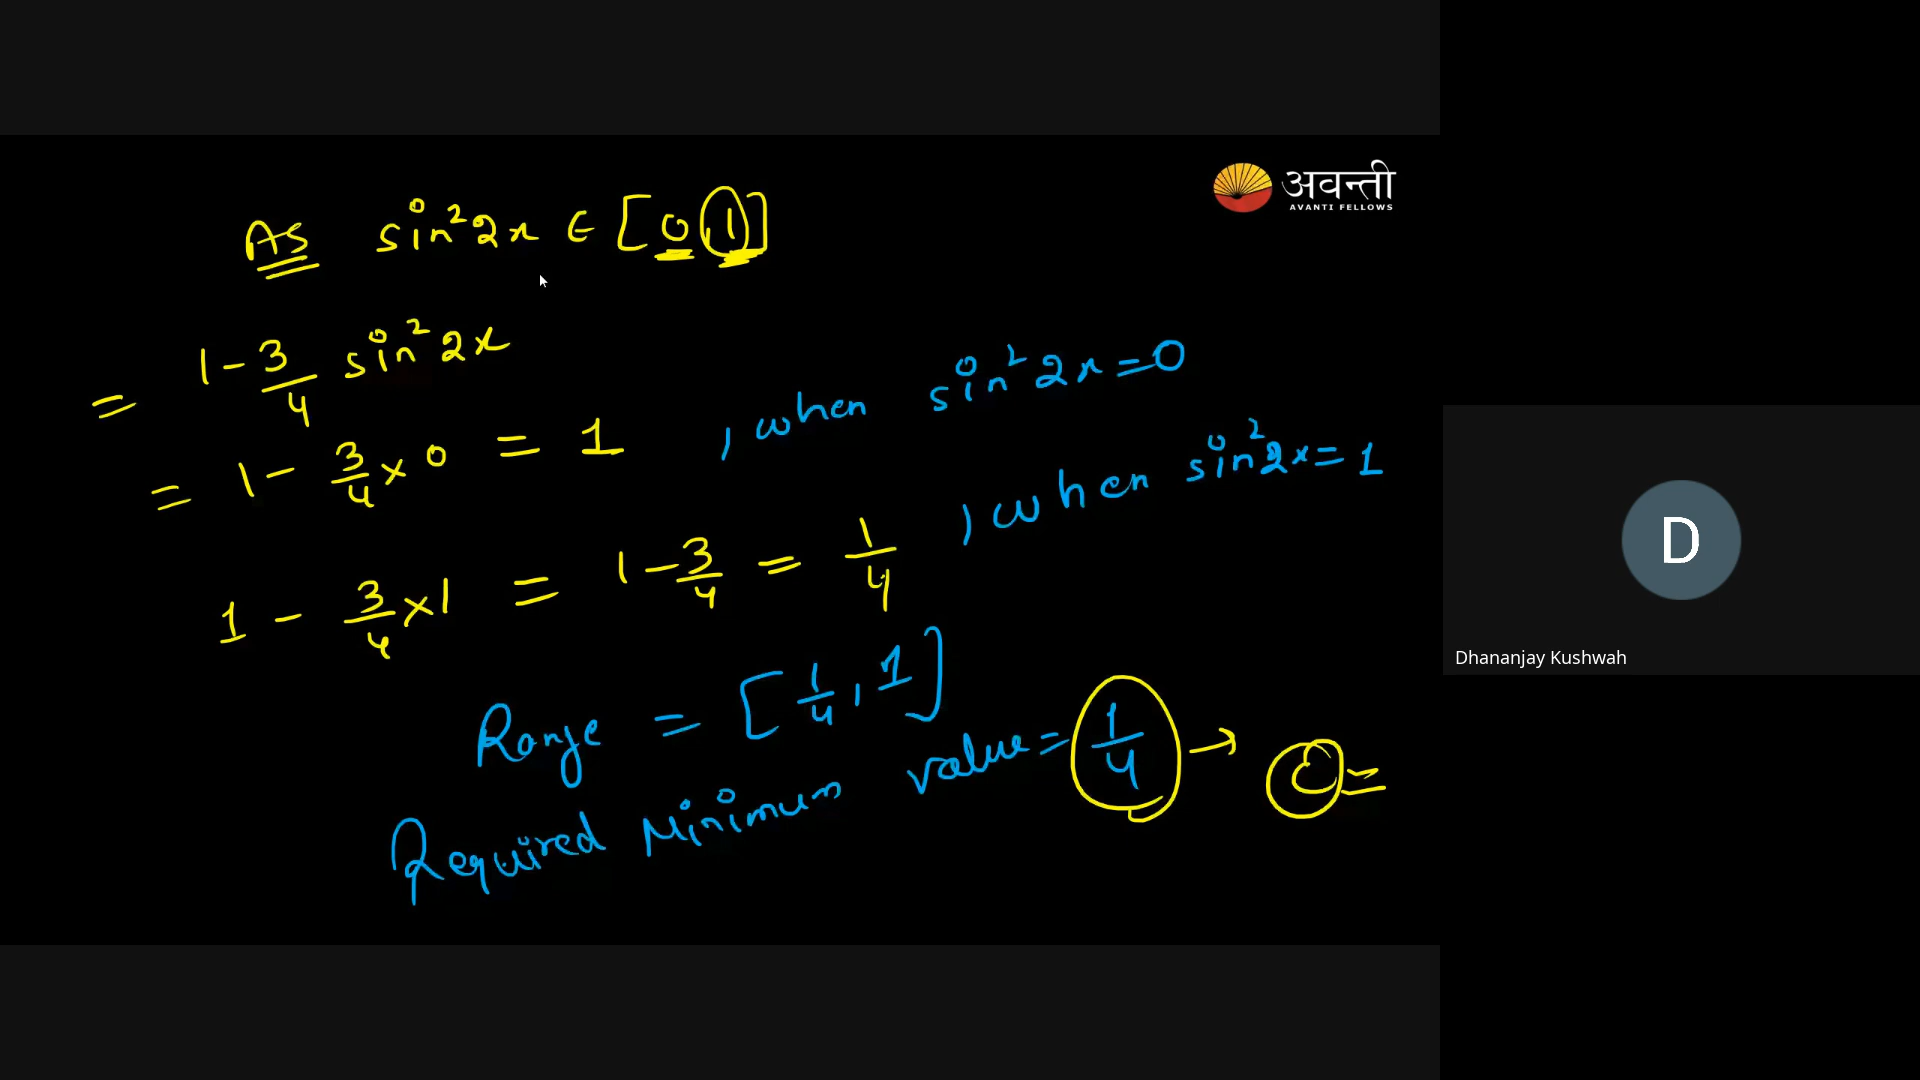 अवन्ती
AVANTI FELLOWS
As sin²2x ∈ [0,1]
= 1 - 3/4 sin²2x
= 1 - 3/4 x 0 = 1 , when sin²2x = 0
1 - 3/4 x 1 = 1 - 3/4 = 1/4 , when sin²2x = 1
Range = [1/4, 1]
Required Minimum value = 1/4 →
D
Dhananjay Kushwah